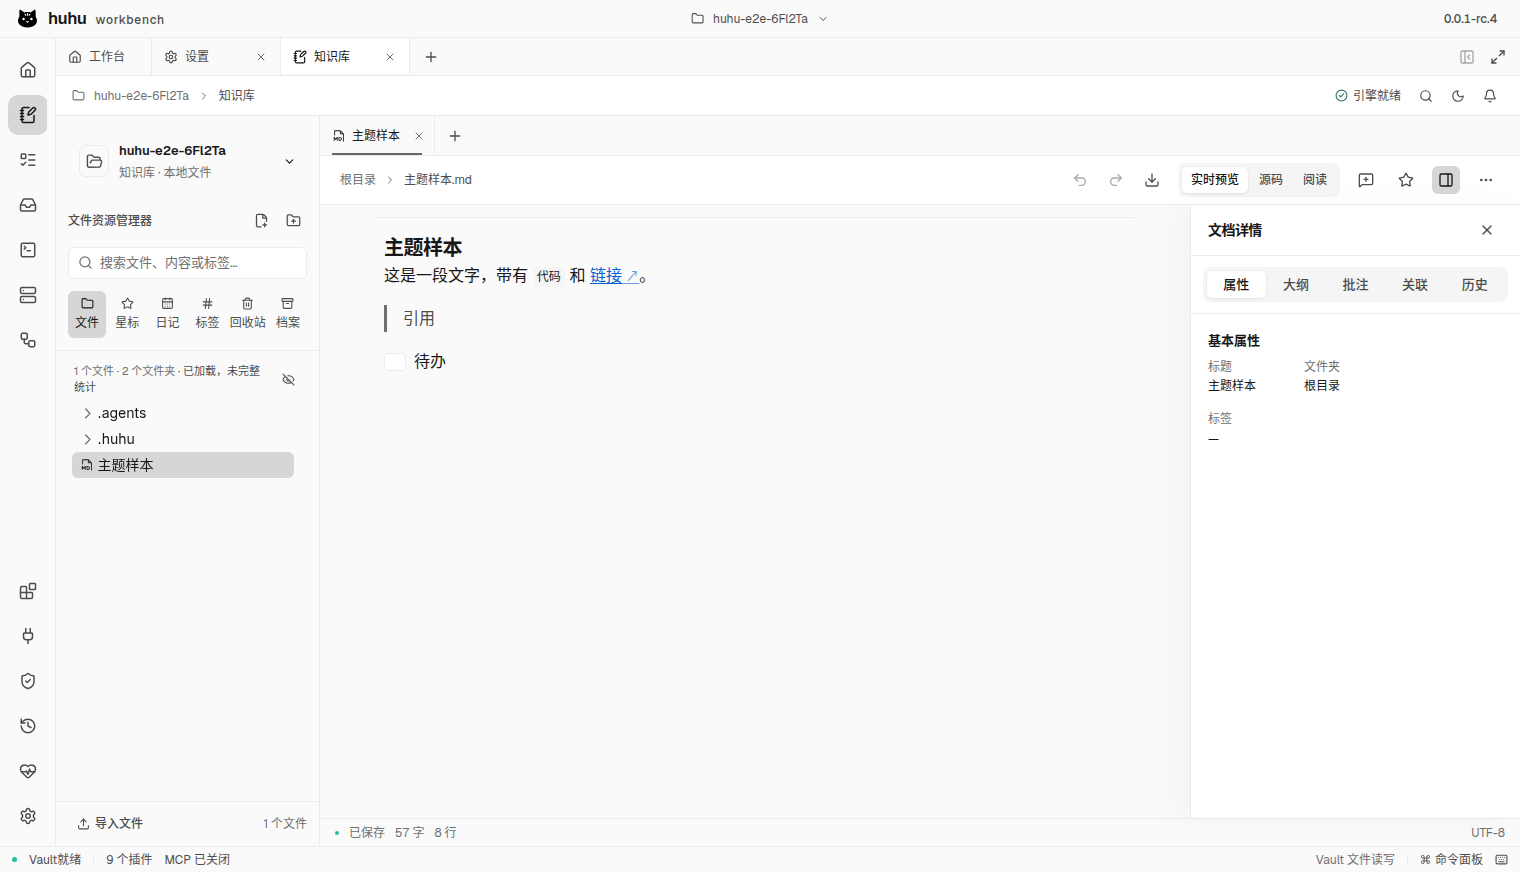 huhu workbench
huhu-e2e-6Fl2Ta
0.0.1-rc.4
工作台
设置
知识库
huhu-e2e-6Fl2Ta
知识库
引擎就绪
huhu-e2e-6Fl2Ta
知识库 · 本地文件
文件资源管理器
搜索文件、内容或标签...
文件
星标
日记
标签
回收站
档案
1 个文件 · 2 个文件夹 · 已加载，未完整
统计
.agents
.huhu
主题样本
导入文件
1 个文件
主题样本
根目录
主题样本.md
实时预览
源码
阅读
主题样本
这是一段文字，带有 代码 和 链接 ↗。
引用
待办
文档详情
属性
大纲
批注
关联
历史
基本属性
标题
文件夹
主题样本
根目录
标签
—
已保存 57 字 8 行
UTF-8
Vault就绪
9 个插件
MCP 已关闭
Vault 文件读写
⌘ 命令面板